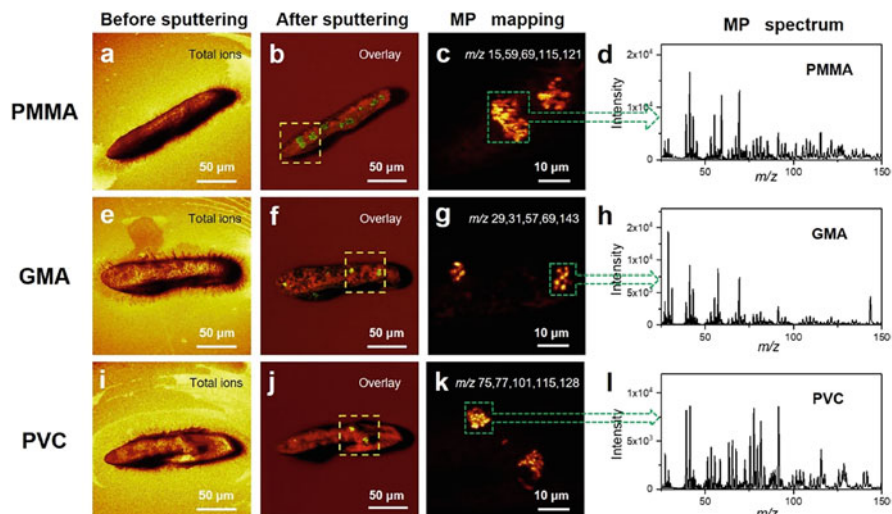 Before sputtering After sputtering MP mapping MP spectrum
PMMA
a Total ions 50 µm
b Overlay 50 µm
c m/z 15,59,69,115,121 10 µm
d PMMA Intensity 2x10⁴ 1x10⁴ 0 50 100 150 m/z
GMA
e Total ions 50 µm
f Overlay 50 µm
g m/z 29,31,57,69,143 10 µm
h GMA Intensity 2x10⁴ 1x10⁴ 5x10³ 0 50 100 150 m/z
PVC
i Total ions 50 µm
j Overlay 50 µm
k m/z 75,77,101,115,128 10 µm
l PVC Intensity 1x10⁴ 5x10³ 0 50 100 150 m/z